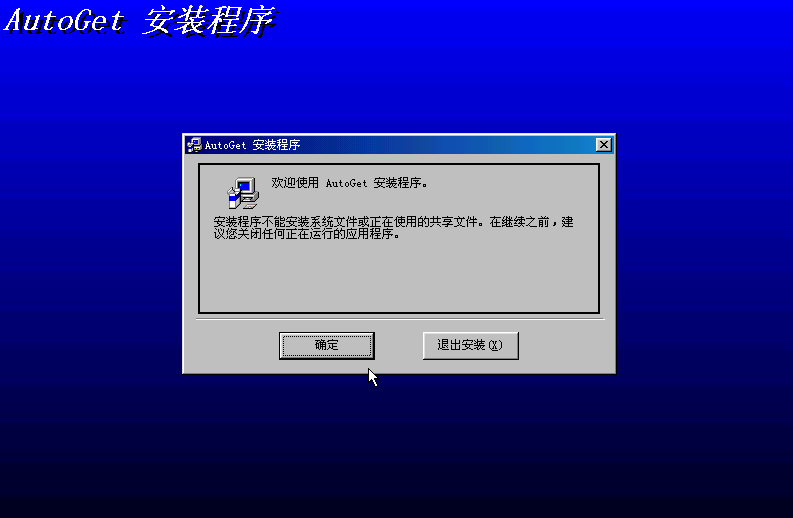 AutoGet 安装程序
AutoGet 安装程序
欢迎使用 AutoGet 安装程序。
安装程序不能安装系统文件或正在使用的共享文件。在继续之前，建
议您关闭任何正在运行的应用程序。
确定
退出安装(X)